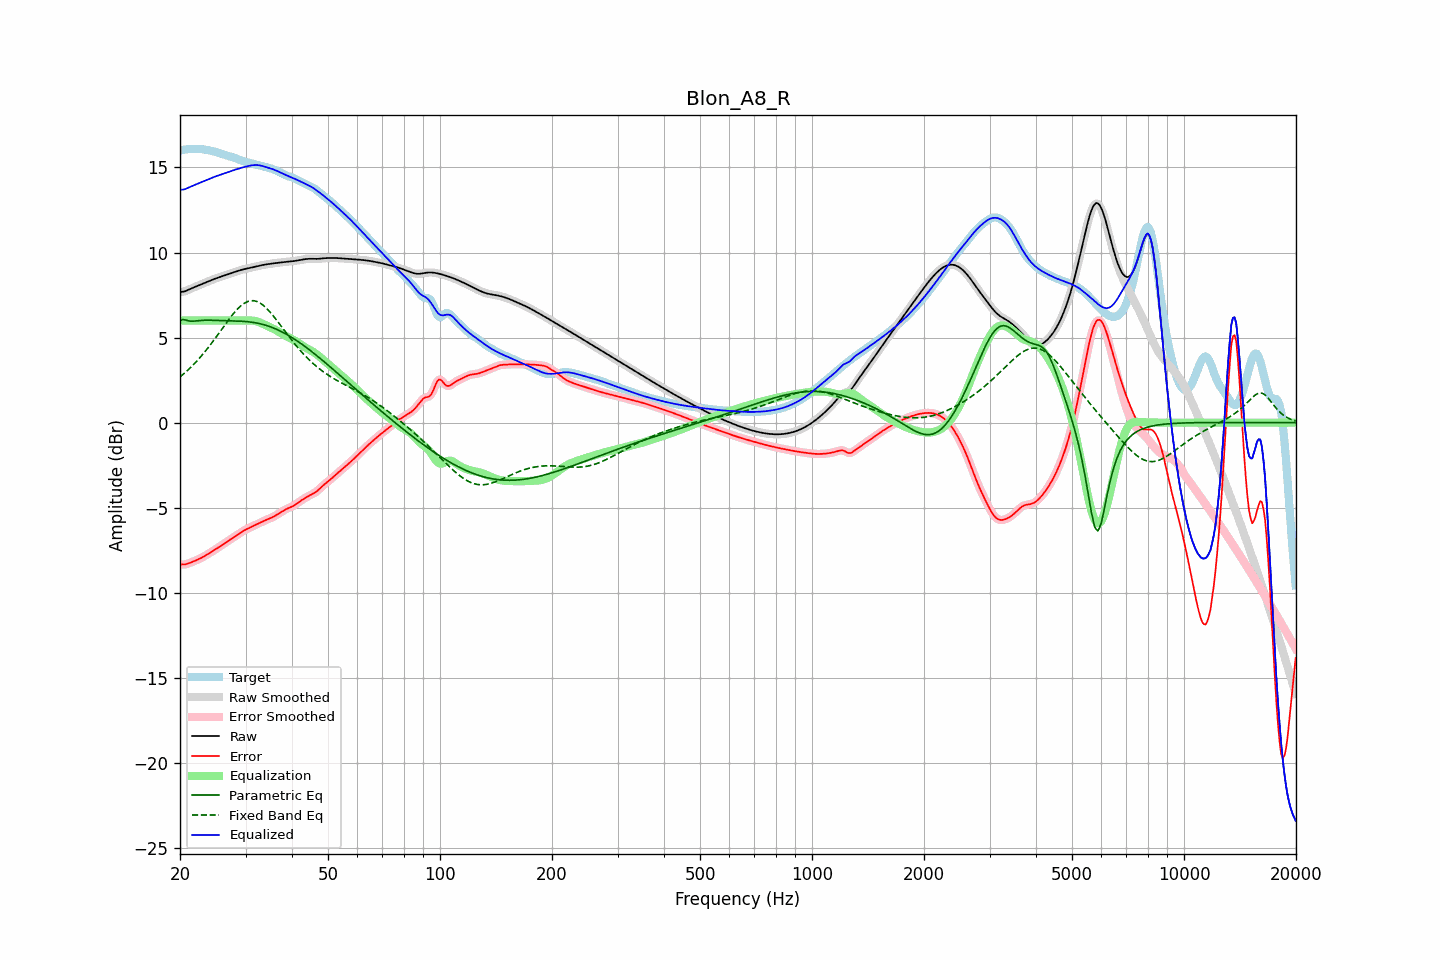 Blon_A8_R
Amplitude (dBr)
15
10
5
0
−5
−10
−15
−20
−25
Target
Raw Smoothed
Error Smoothed
Raw
Error
Equalization
Parametric Eq
Fixed Band Eq
Equalized
20 50 100 200 500 1000 2000 5000 10000 20000
Frequency (Hz)